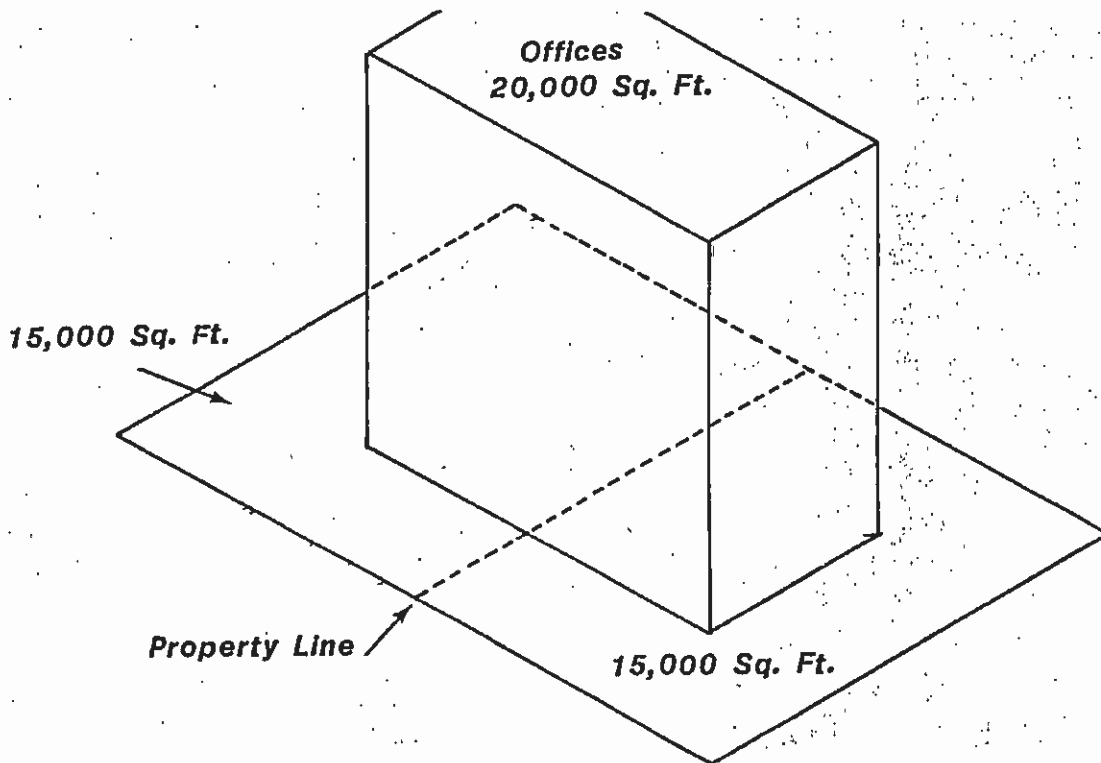 Offices
20,000 Sq. Ft.
15,000 Sq. Ft.
Property Line
15,000 Sq. Ft.